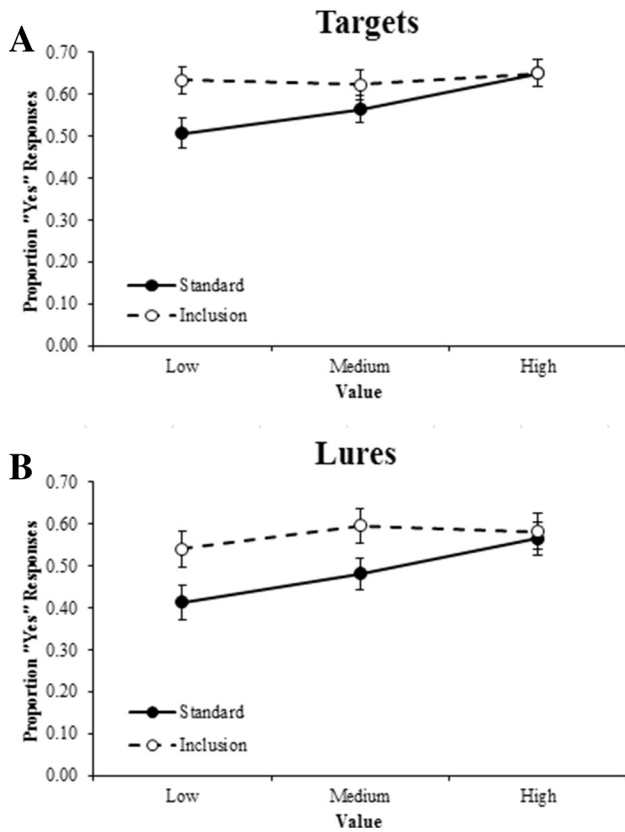 A
Targets
Proportion "Yes" Responses
0.70
0.60
0.50
0.40
0.30
0.20
0.10
0.00
Standard
Inclusion
Low Medium High
Value
B
Lures
Proportion "Yes" Responses
0.70
0.60
0.50
0.40
0.30
0.20
0.10
0.00
Standard
Inclusion
Low Medium High
Value